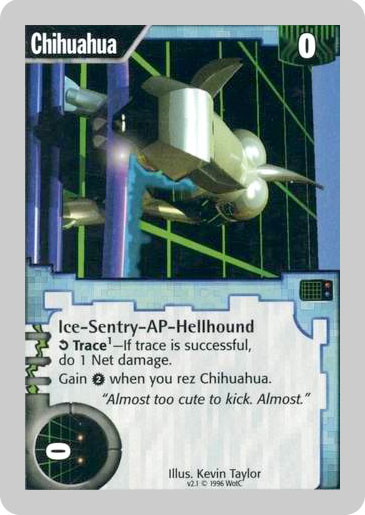 Chihuahua
0
Ice-Sentry-AP-Hellhound
Trace¹–If trace is successful,
do 1 Net damage.
Gain 2 when you rez Chihuahua.
“Almost too cute to kick. Almost.”
0
Illus. Kevin Taylor
v2.1 © 1996 WotC